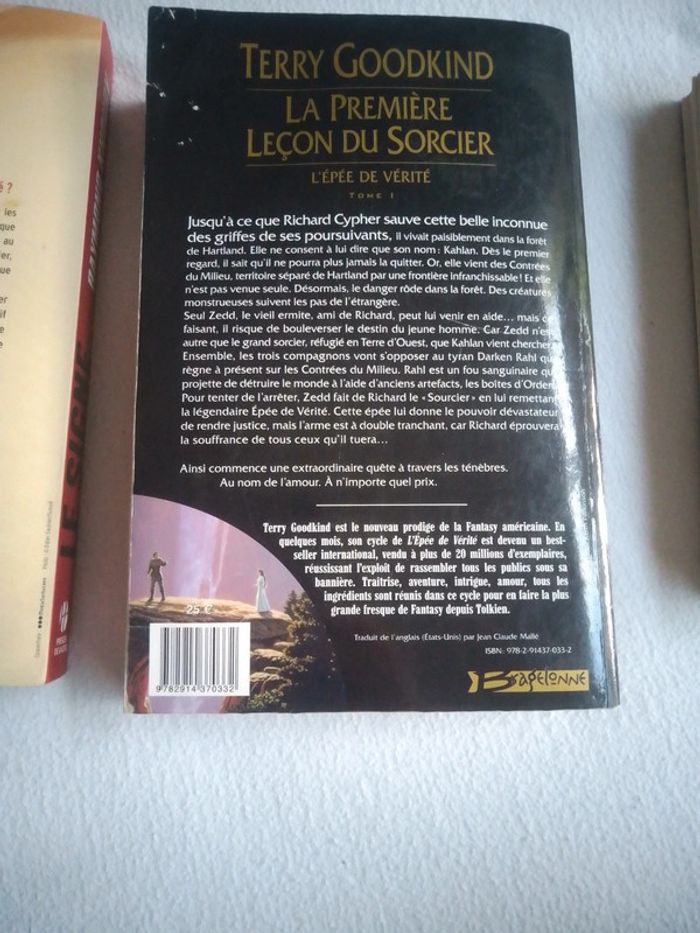 TERRY GOODKIND
LA PREMIÈRE
LEÇON DU SORCIER
L'ÉPÉE DE VÉRITÉ
TOME 1
Jusqu'à ce que Richard Cypher sauve cette belle inconnue
des griffes de ses poursuivants, il vivait paisiblement dans la forêt
de Hartland. Elle ne consent à lui dire que son nom : Kahlan. Dès le premier
regard, il sait qu'il ne pourra plus jamais la quitter. Or, elle vient des Contrées
du Milieu, territoire séparé de Hartland par une frontière infranchissable ! Et elle
n'est pas venue seule. Désormais, le danger rôde dans la forêt. Des créatures
monstrueuses suivent les pas de l'étrangère.
Seul Zedd, le vieil ermite, ami de Richard, peut lui venir en aide... mais ce
faisant, il risque de bouleverser le destin du jeune homme. Car Zedd n'est
autre que le grand sorcier, réfugié en Terre d'Ouest, que Kahlan vient chercher
Ensemble, les trois compagnons vont s'opposer au tyran Darken Rahl qui
règne à présent sur les Contrées du Milieu. Rahl est un fou sanguinaire qui
projette de détruire le monde à l'aide d'anciens artefacts, les boîtes d'Orden.
Pour tenter de l'arrêter, Zedd fait de Richard le « Sourcier » en lui remettant
la légendaire Épée de Vérité. Cette épée lui donne le pouvoir dévastateur
de rendre justice, mais l'arme est à double tranchant, car Richard éprouvera
la souffrance de tous ceux qu'il tuera...
Ainsi commence une extraordinaire quête à travers les ténèbres.
Au nom de l'amour. À n'importe quel prix.
Terry Goodkind est le nouveau prodige de la Fantasy américaine. En
quelques mois, son cycle de L'Épée de Vérité est devenu un best-
seller international, vendu à plus de 20 millions d'exemplaires,
réussissant l'exploit de rassembler tous les publics sous sa
bannière. Traîtrise, aventure, intrigue, amour, tous les
ingrédients sont réunis dans ce cycle pour en faire la plus
grande fresque de Fantasy depuis Tolkien.
Traduit de l'anglais (États-Unis) par Jean Claude Mallé
ISBN: 978-2-91437-033-2
25 €
9782914 370332
Bragelonne
é ?
les
que
au
er
if
e
LE SIGNE